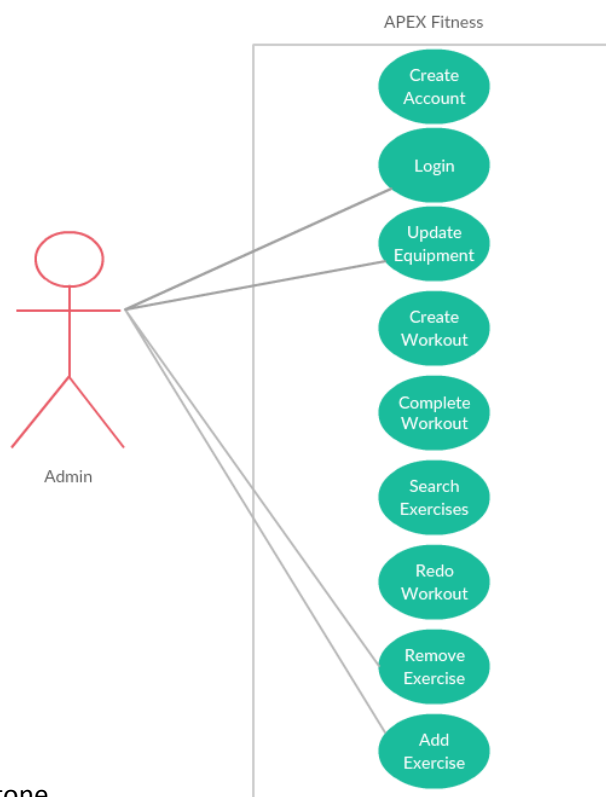 APEX Fitness
Create
Account
Login
Update
Equipment
Create
Workout
Complete
Workout
Search
Exercises
Redo
Workout
Remove
Exercise
Add
Exercise
Admin